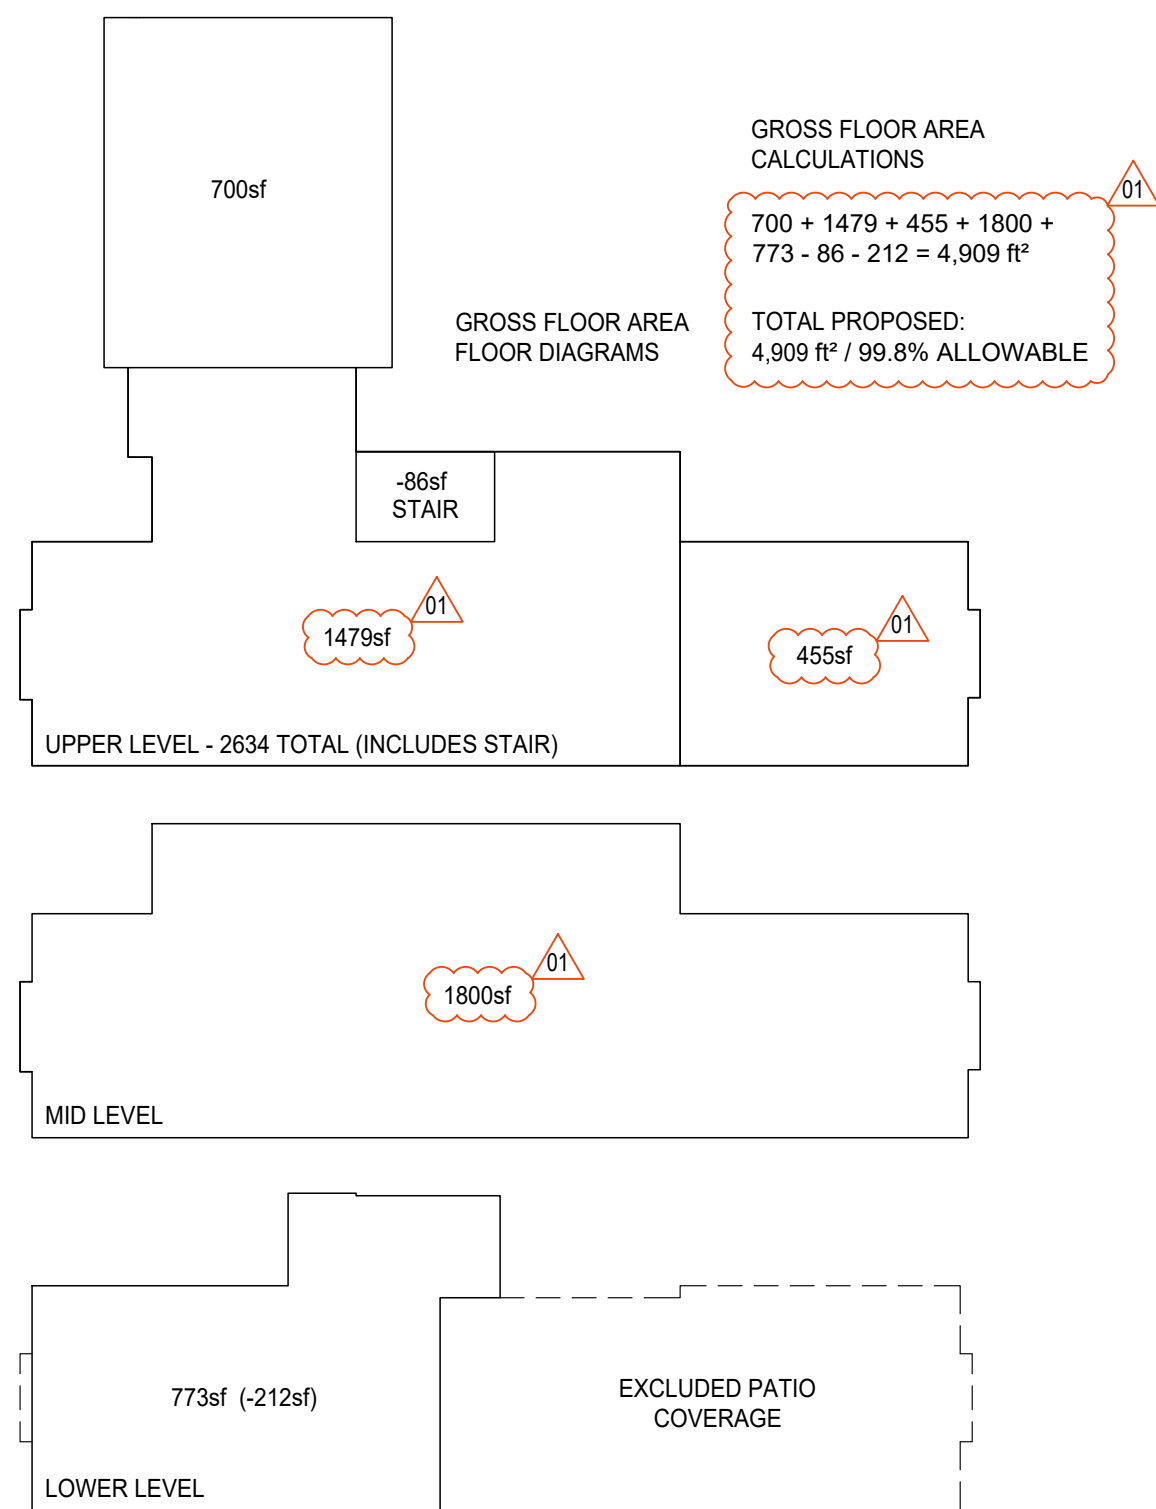 700sf
GROSS FLOOR AREA
CALCULATIONS
01
700 + 1479 + 455 + 1800 +
773 - 86 - 212 = 4,909 ft²
TOTAL PROPOSED:
4,909 ft² / 99.8% ALLOWABLE
GROSS FLOOR AREA
FLOOR DIAGRAMS
-86sf
STAIR
01
1479sf
01
455sf
UPPER LEVEL - 2634 TOTAL (INCLUDES STAIR)
01
1800sf
MID LEVEL
773sf (-212sf)
EXCLUDED PATIO
COVERAGE
LOWER LEVEL